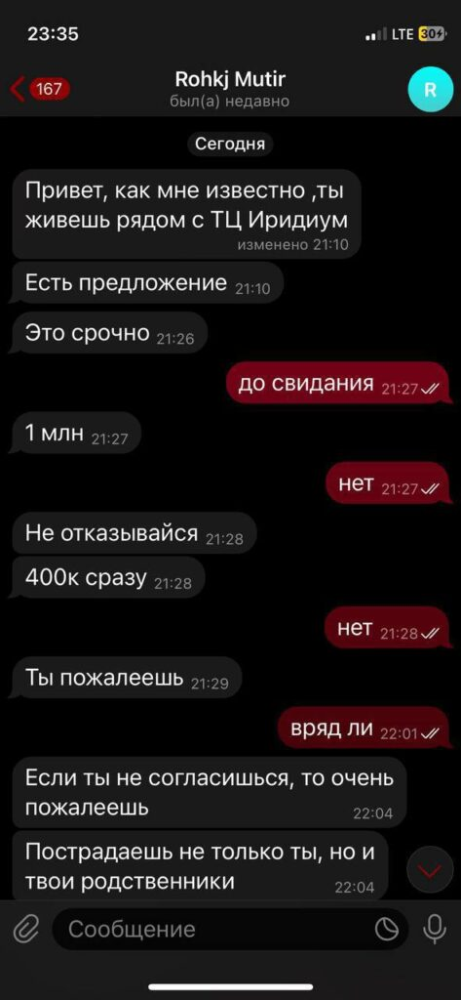 23:35
LTE 30
167
Rohkj Mutir
был(а) недавно
R
Сегодня
Привет, как мне известно ,ты
живешь рядом с ТЦ Иридиум
изменено 21:10
Есть предложение 21:10
Это срочно 21:26
до свидания 21:27
1 млн 21:27
нет 21:27
Не отказывайся 21:28
400к сразу 21:28
нет 21:28
Ты пожалеешь 21:29
вряд ли 22:01
Если ты не согласишься, то очень
пожалеешь 22:04
Пострадаешь не только ты, но и
твои родственники 22:04
Сообщение